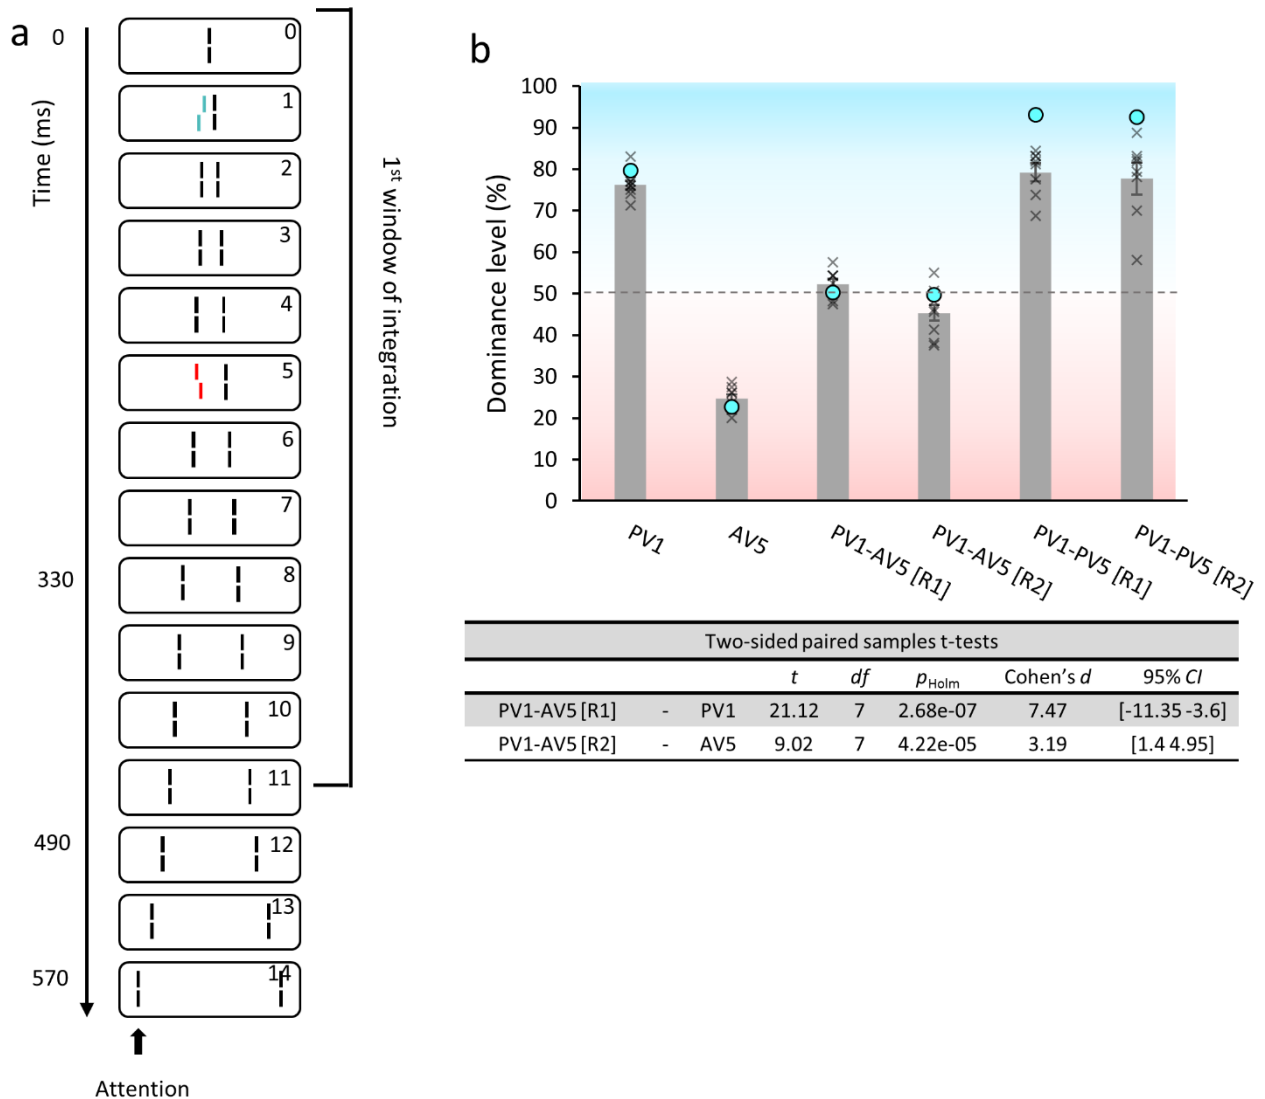 a
0
Time (ms)
330
490
570
0
1
2
3
4
5
6
7
8
9
10
11
12
13
14
1st window of integration
Attention
b
Dominance level (%)
100
90
80
70
60
50
40
30
20
10
0
PV1
AV5
PV1-AV5 [R1]
PV1-AV5 [R2]
PV1-PV5 [R1]
PV1-PV5 [R2]
Two-sided paired samples t-tests
t df pHolm Cohen's d 95% CI
PV1-AV5 [R1] - PV1 21.12 7 2.68e-07 7.47 [-11.35 -3.6]
PV1-AV5 [R2] - AV5 9.02 7 4.22e-05 3.19 [1.4 4.95]